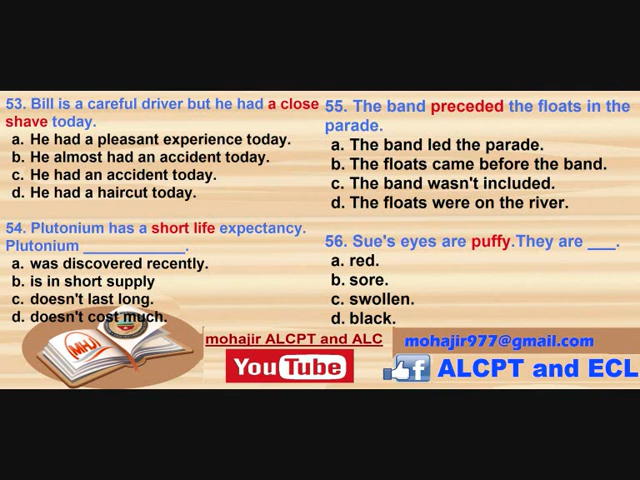 53. Bill is a careful driver but he had a close
shave today.
a. He had a pleasant experience today.
b. He almost had an accident today.
c. He had an accident today.
d. He had a haircut today.
54. Plutonium has a short life expectancy.
Plutonium ____________.
a. was discovered recently.
b. is in short supply
c. doesn't last long.
d. doesn't cost much.
55. The band preceded the floats in the
parade.
a. The band led the parade.
b. The floats came before the band.
c. The band wasn't included.
d. The floats were on the river.
56. Sue's eyes are puffy.They are ___.
a. red.
b. sore.
c. swollen.
d. black.
MHJ
mohajir ALCPT and ALC
YouTube
mohajir977@gmail.com
f ALCPT and ECL